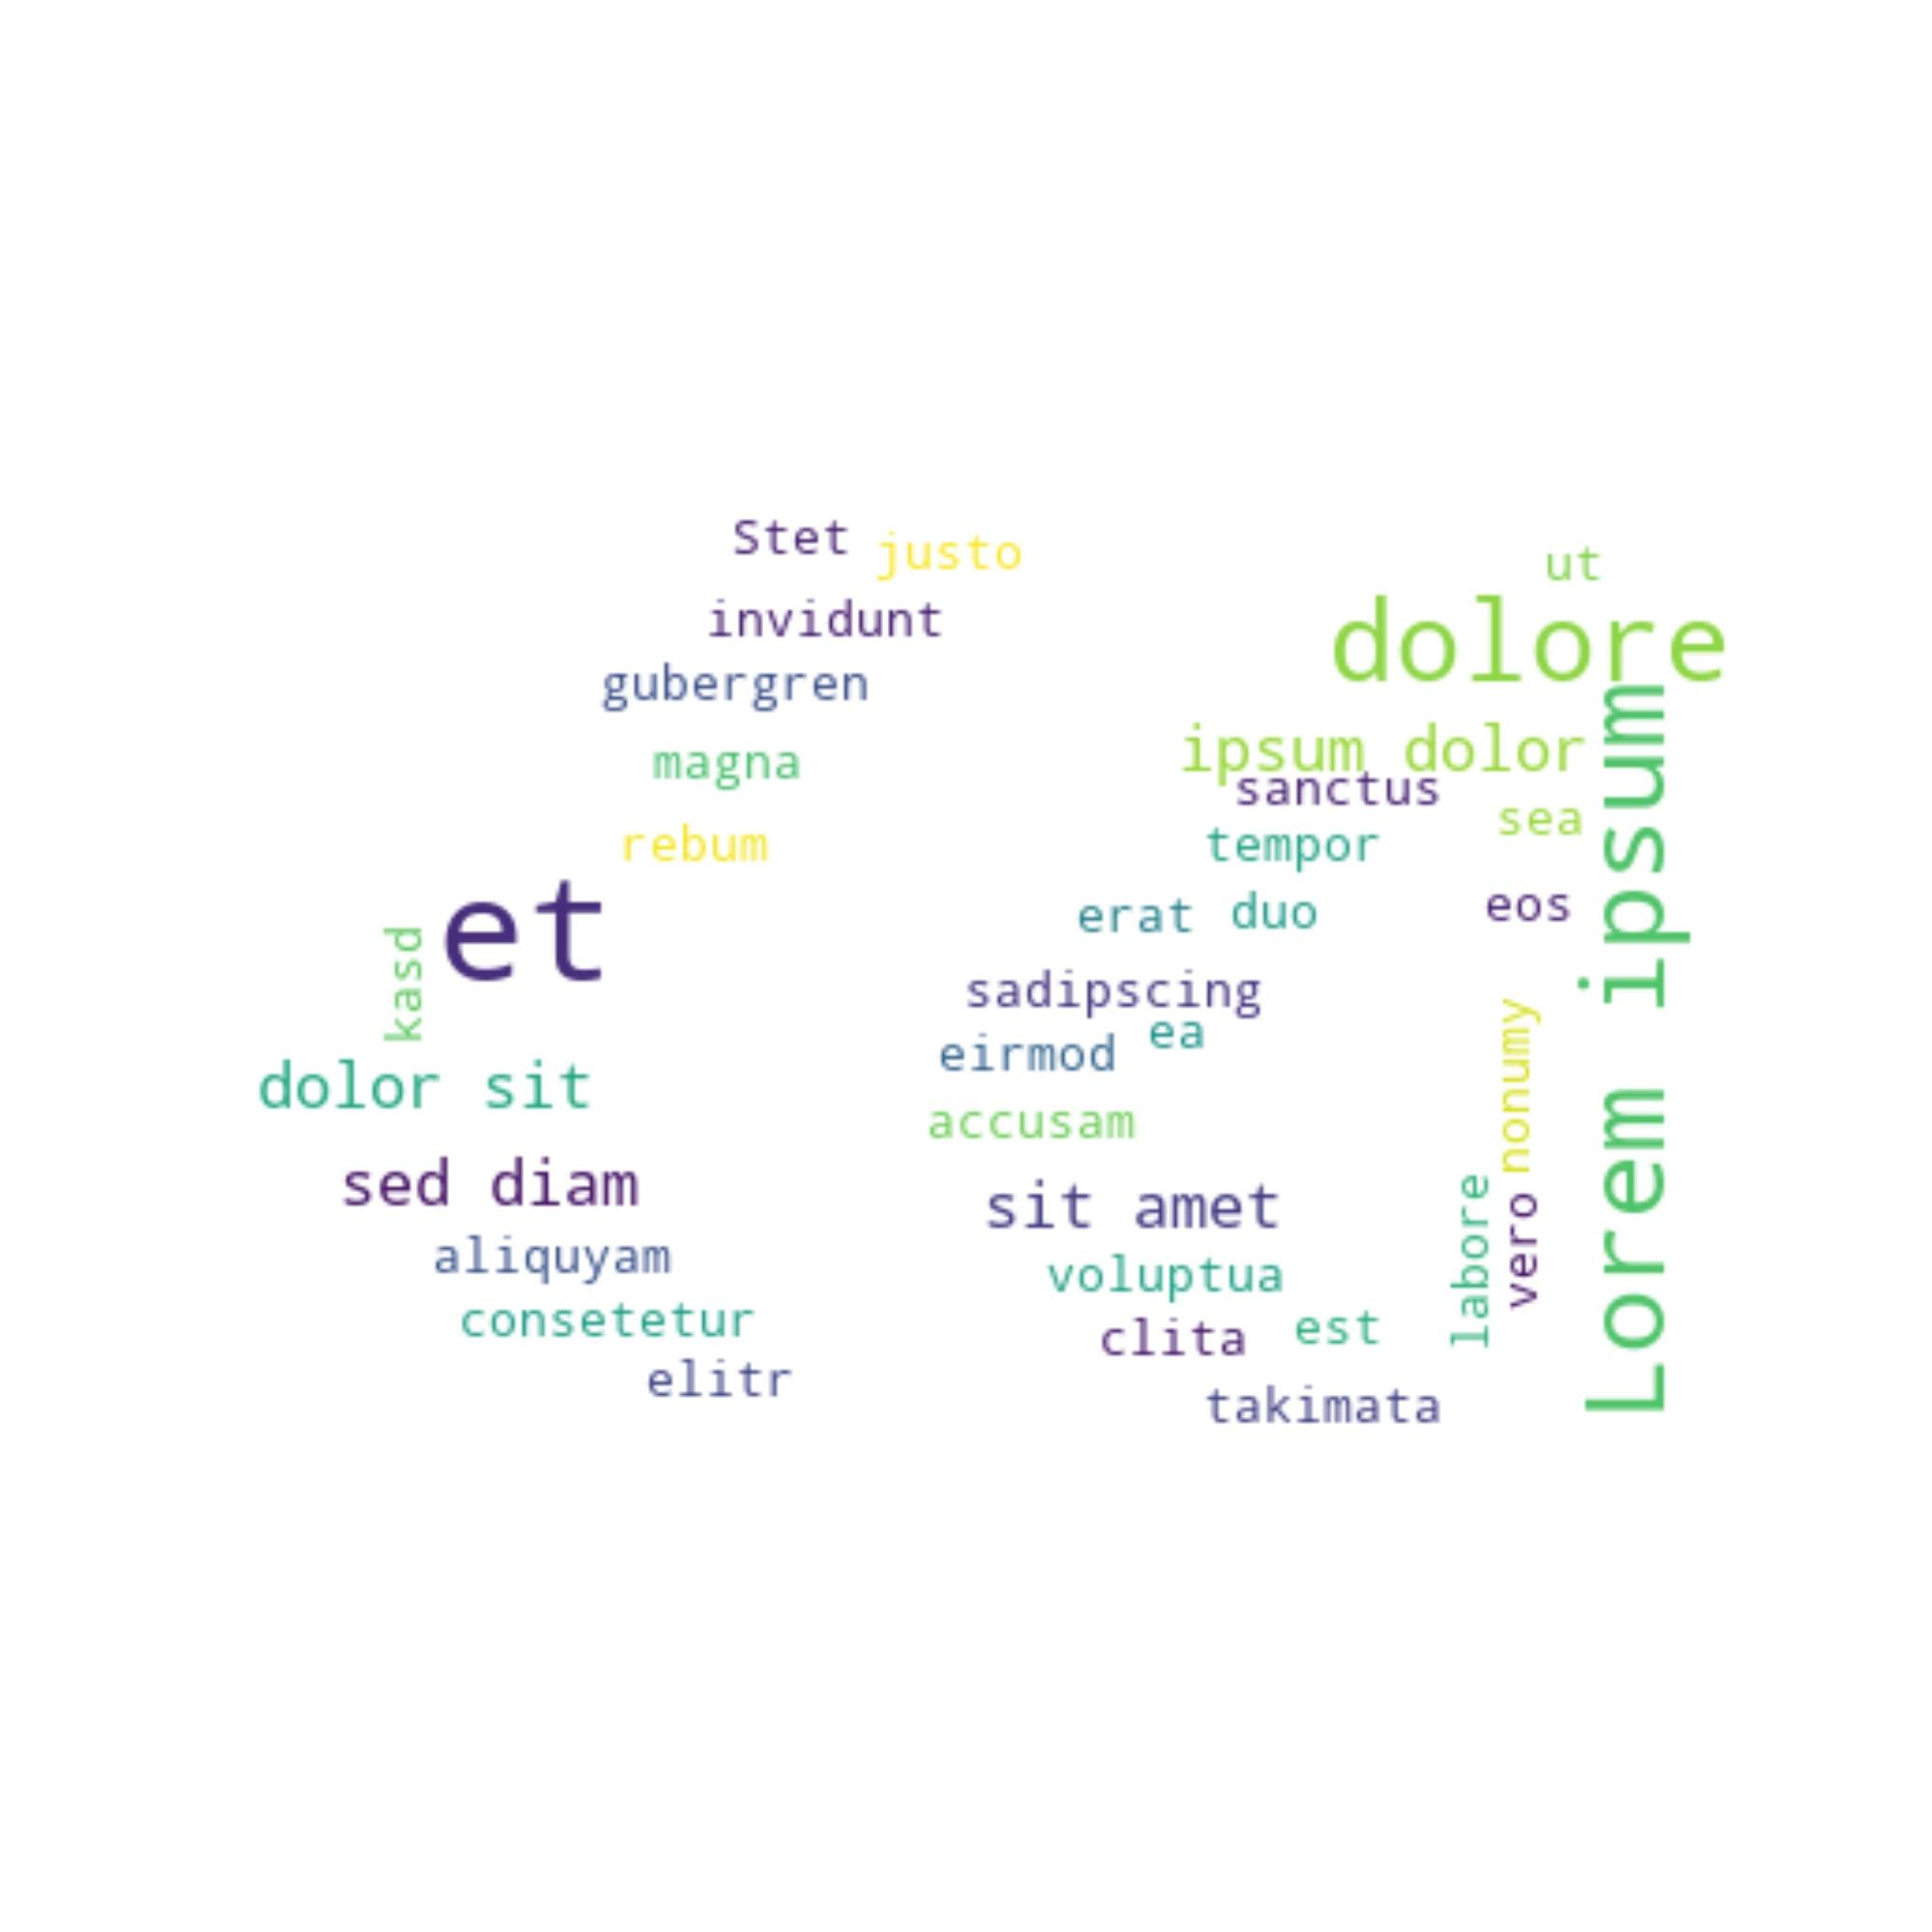 Stet justo
ut
invidunt
dolore
gubergren
ipsum dolor
magna
sanctus
sea
rebum
tempor
et
eos
erat duo
kasd
sadipscing
ea
eirmod
nonumy
Lorem ipsum
dolor sit
accusam
sed diam
sit amet
labore
vero
aliquyam
voluptua
consetetur
clita est
elitr
takimata